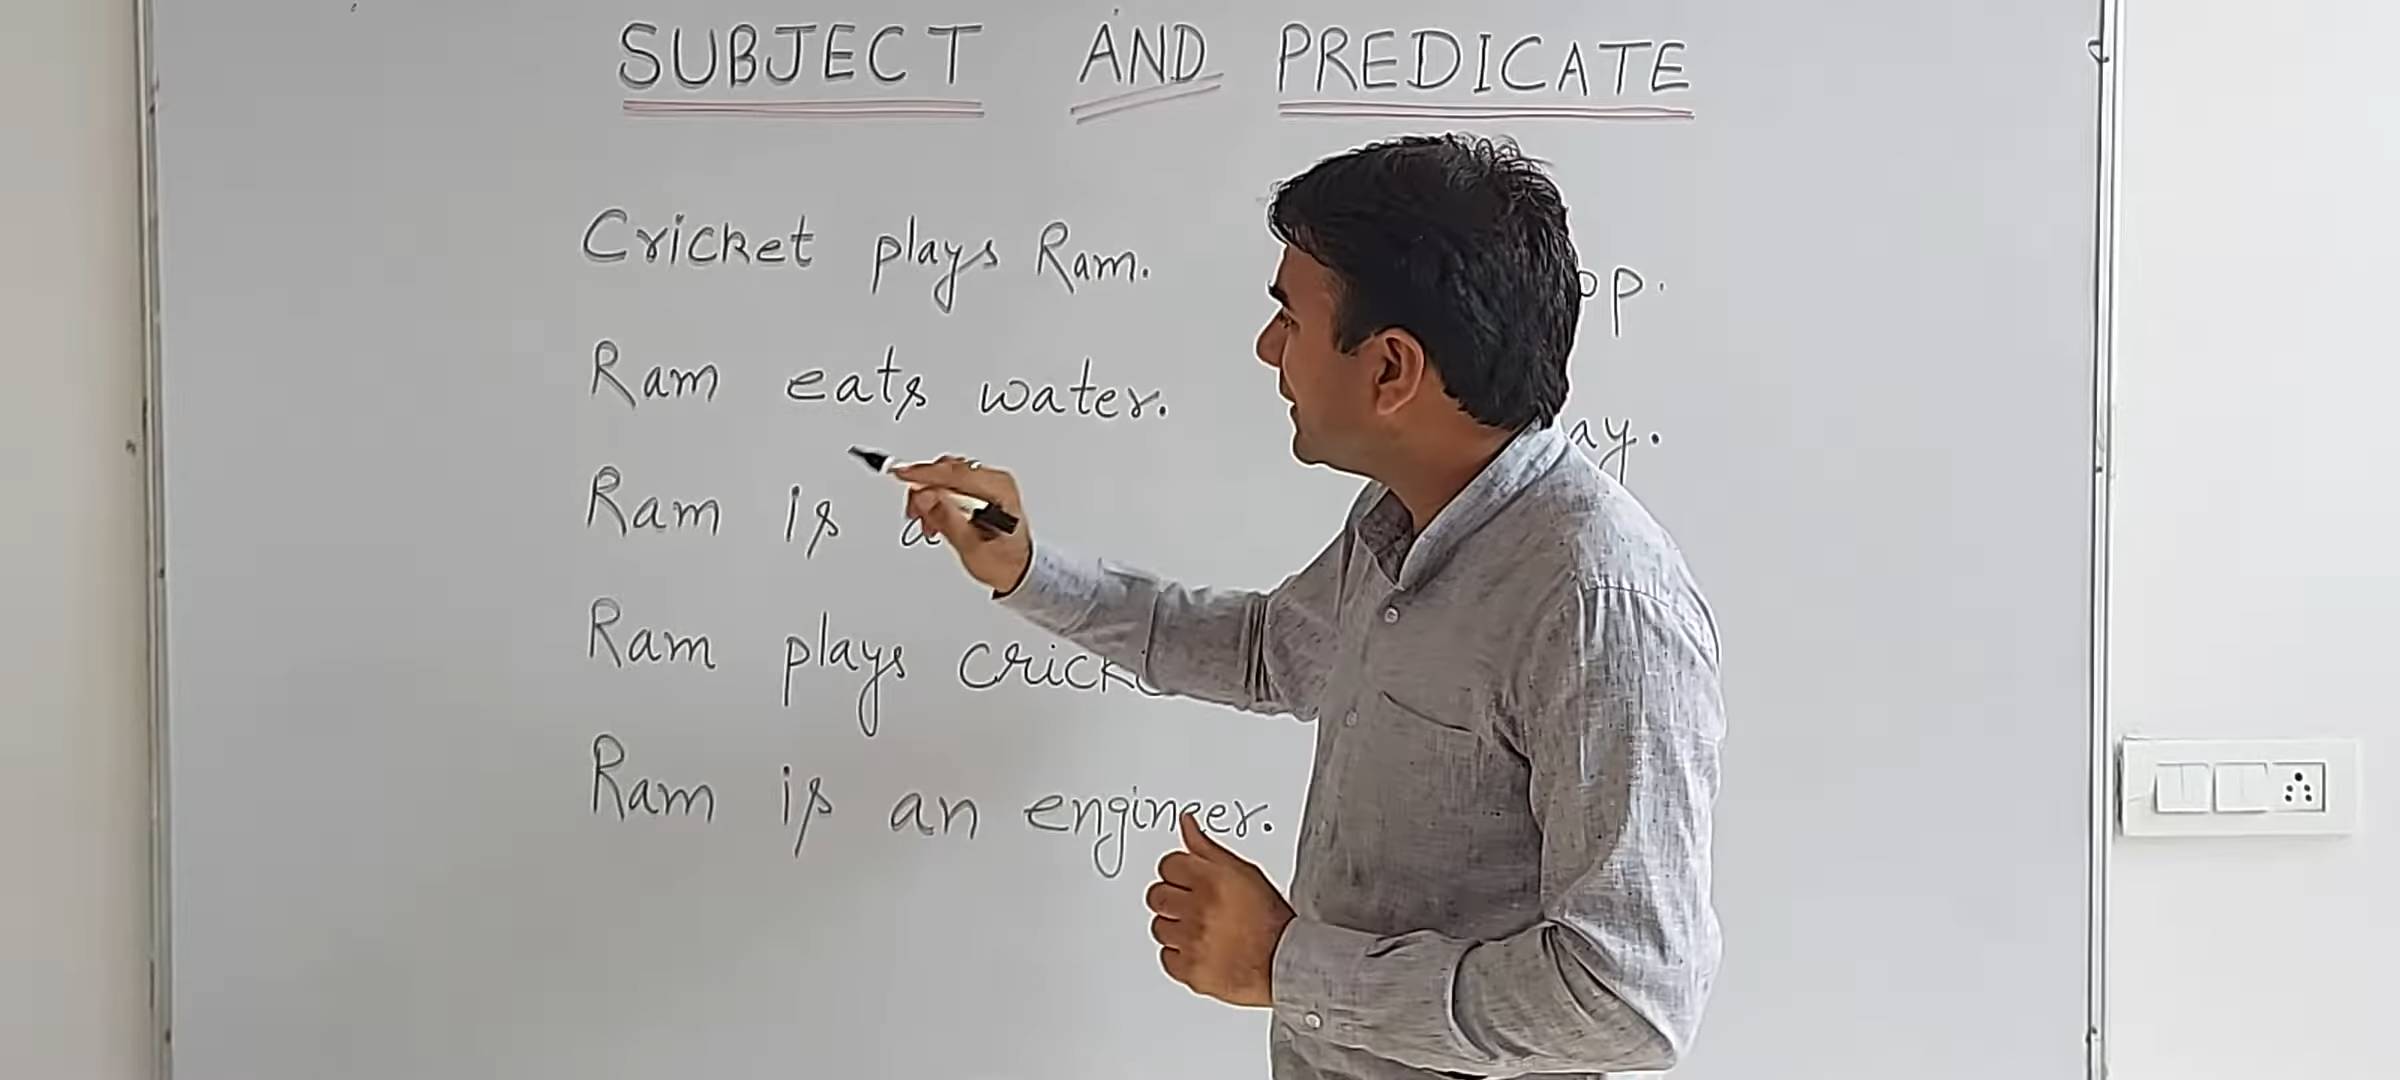 SUBJECT AND PREDICATE
Cricket plays Ram.
Ram eats water.
Ram is a
Ram plays
Ram is an engineer.